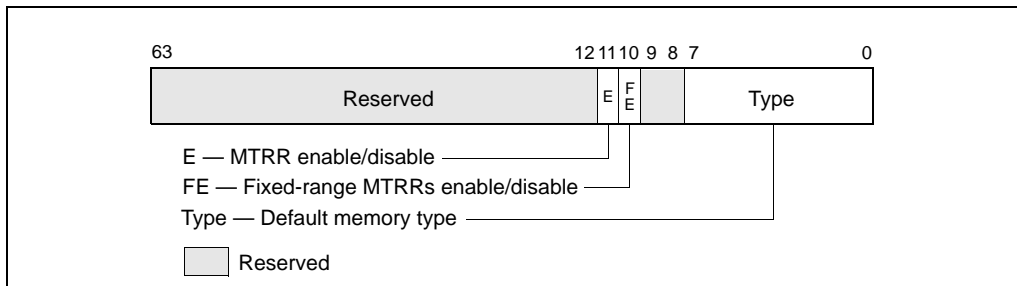 63 12 11 10 9 8 7 0
Reserved E FE Type
E — MTRR enable/disable
FE — Fixed-range MTRRs enable/disable
Type — Default memory type
Reserved